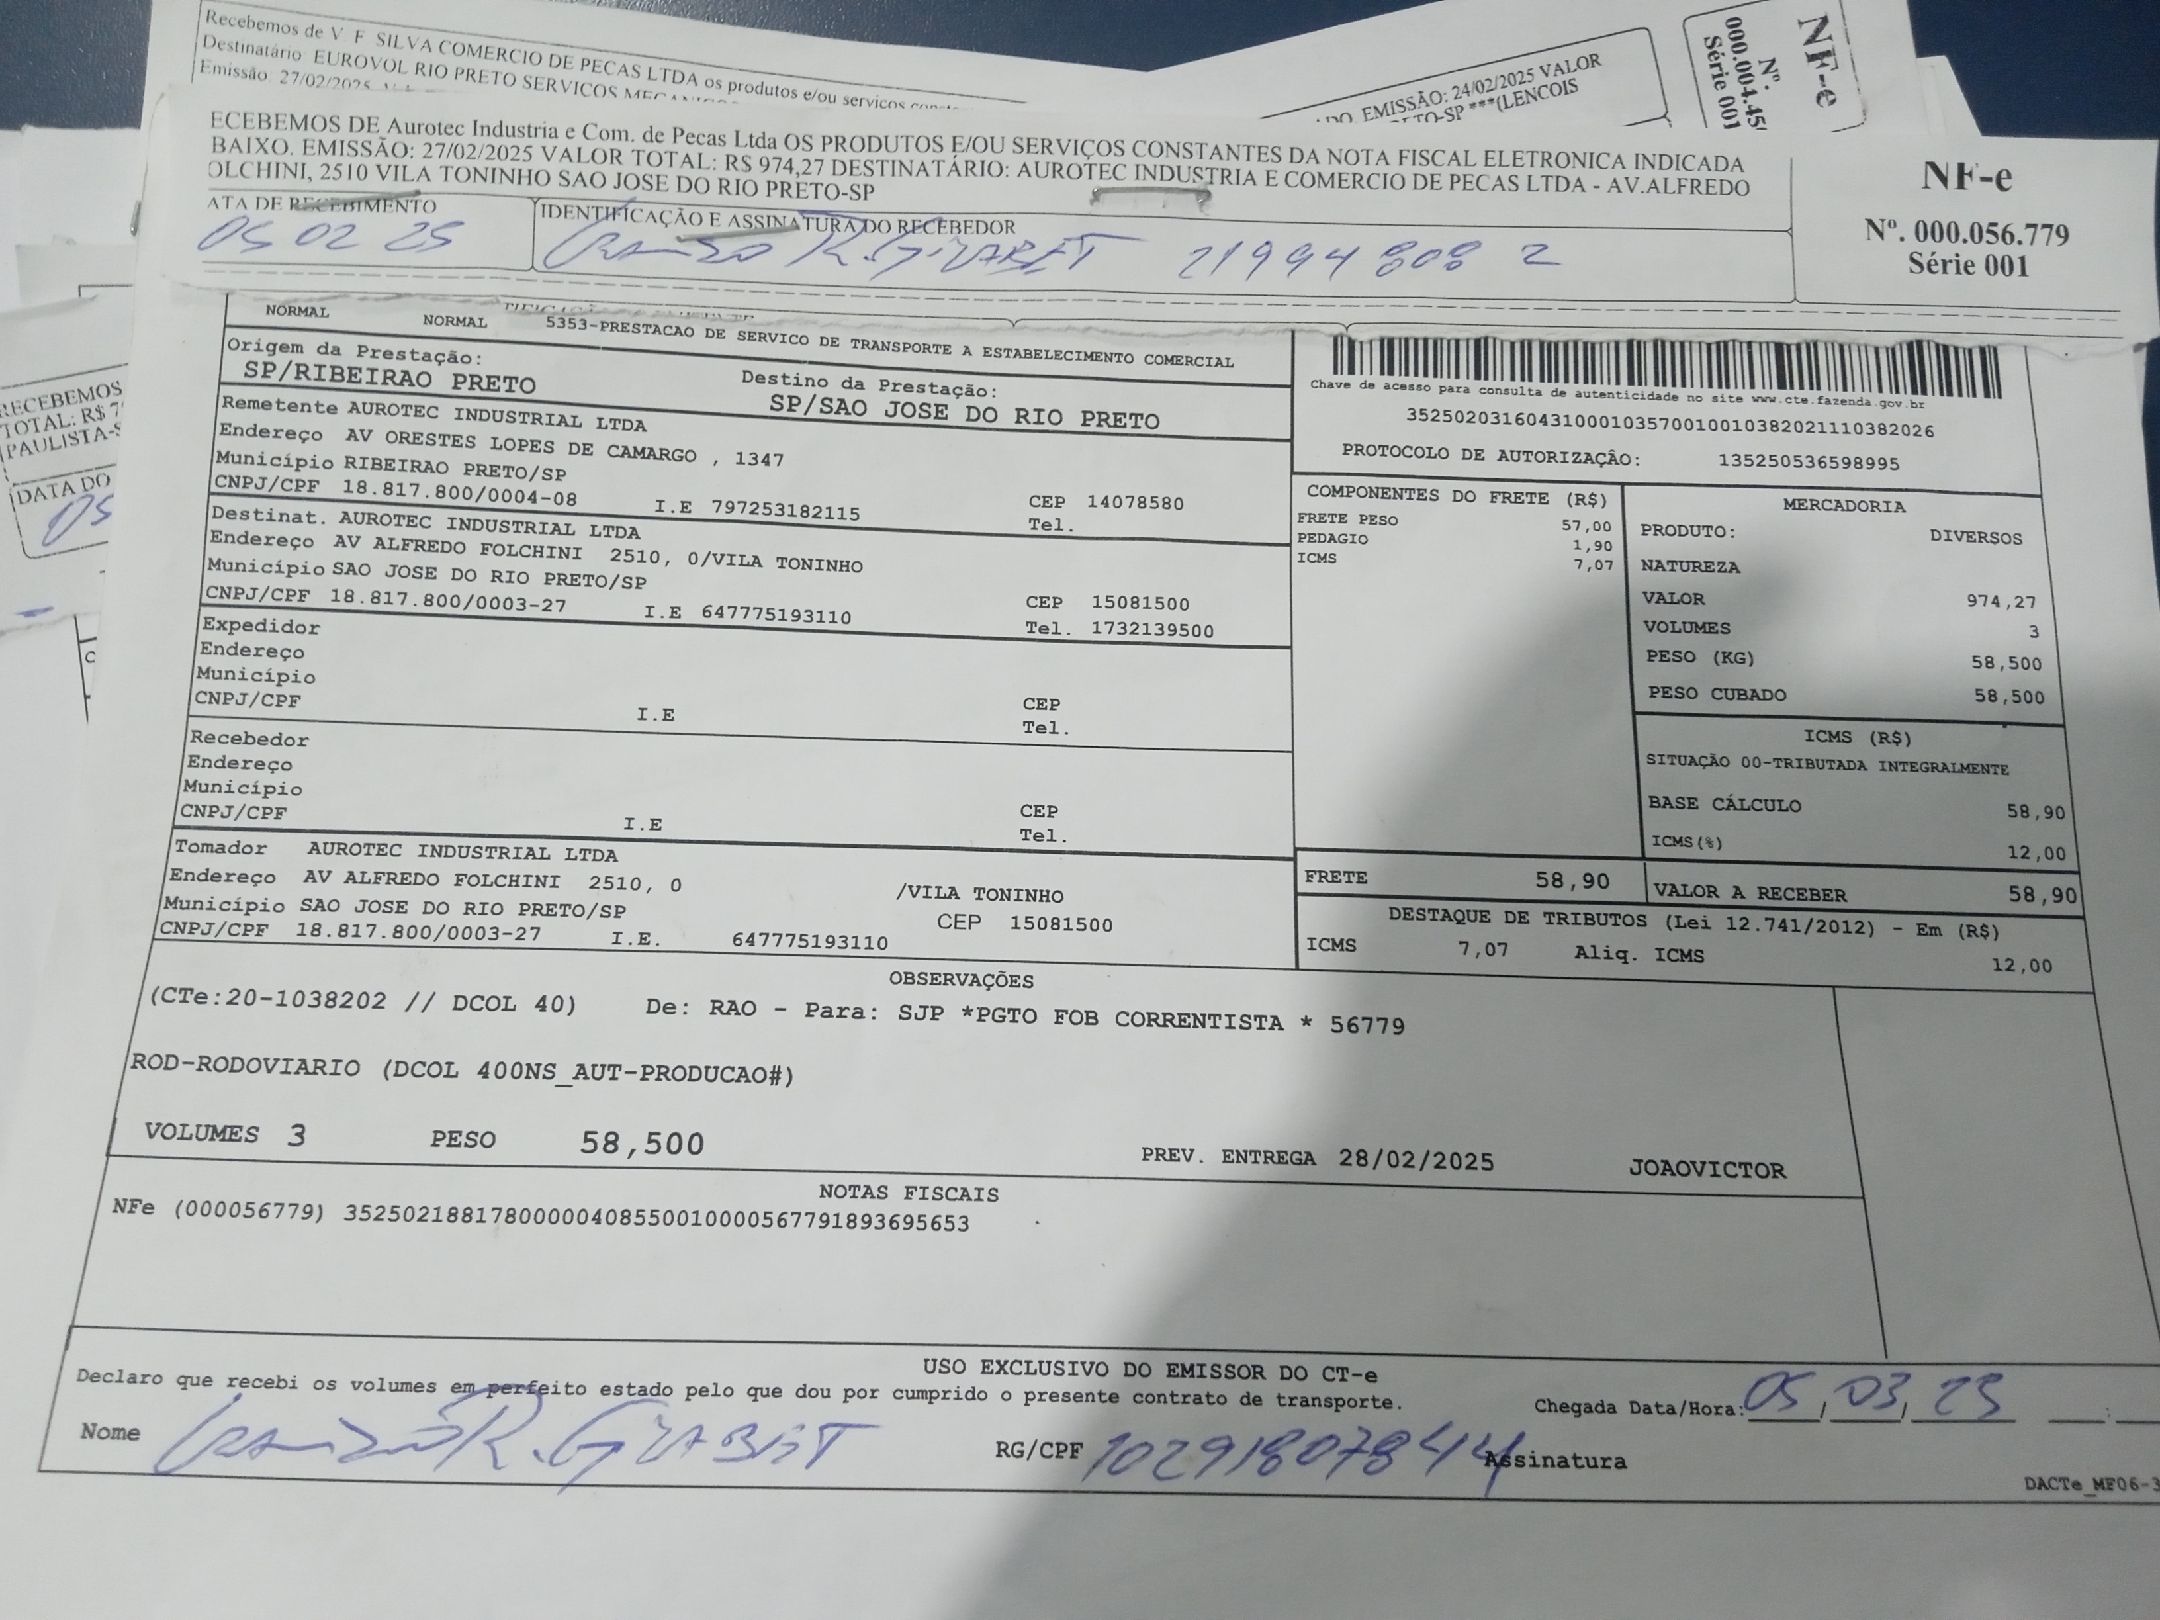 Recebemos de V. F SILVA COMERCIO DE PECAS LTDA os produtos e/ou serviços
Destinatário EUROVOL RIO PRETO SERVICOS
Emissão 27/02/2025
EMISSÃO: 24/02/2025 VALOR
TO-SP ***(LENCOIS
NF-e
Nº.
000.004.45
Série 001
ECEBEMOS DE Aurotec Industria e Com. de Pecas Ltda OS PRODUTOS E/OU SERVIÇOS CONSTANTES DA NOTA FISCAL ELETRONICA INDICADA
BAIXO. EMISSÃO: 27/02/2025 VALOR TOTAL: R$ 974,27 DESTINATÁRIO: AUROTEC INDUSTRIA E COMERCIO DE PECAS LTDA - AV.ALFREDO
OLCHINI, 2510 VILA TONINHO SAO JOSE DO RIO PRETO-SP
ATA DE RECEBIMENTO
IDENTIFICAÇÃO E ASSINATURA DO RECEBEDOR
05 02 25
R. 219948082
NF-e
Nº. 000.056.779
Série 001
RECEBEMOS
TOTAL: R$ 7
PAULISTA-S
DATA DO
05
NORMAL NORMAL 5353-PRESTACAO DE SERVICO DE TRANSPORTE A ESTABELECIMENTO COMERCIAL
Origem da Prestação: Destino da Prestação:
SP/RIBEIRAO PRETO SP/SAO JOSE DO RIO PRETO
Remetente AUROTEC INDUSTRIAL LTDA
Endereço AV ORESTES LOPES DE CAMARGO , 1347
Município RIBEIRAO PRETO/SP
CNPJ/CPF 18.817.800/0004-08 I.E 797253182115 CEP 14078580
Tel.
Destinat. AUROTEC INDUSTRIAL LTDA
Endereço AV ALFREDO FOLCHINI 2510, 0/VILA TONINHO
Município SAO JOSE DO RIO PRETO/SP
CNPJ/CPF 18.817.800/0003-27 I.E 647775193110 CEP 15081500
Tel. 1732139500
Expedidor
Endereço
Município
CNPJ/CPF I.E CEP
Tel.
Recebedor
Endereço
Município
CNPJ/CPF I.E CEP
Tel.
Tomador AUROTEC INDUSTRIAL LTDA
Endereço AV ALFREDO FOLCHINI 2510, 0 /VILA TONINHO
Município SAO JOSE DO RIO PRETO/SP CEP 15081500
CNPJ/CPF 18.817.800/0003-27 I.E. 647775193110
Chave de acesso para consulta de autenticidade no site www.cte.fazenda.gov.br
35250203160431000103570010010382021110382026
PROTOCOLO DE AUTORIZAÇÂO: 135250536598995
COMPONENTES DO FRETE (R$)
FRETE PESO 57,00
PEDAGIO 1,90
ICMS 7,07
MERCADORIA
PRODUTO: DIVERSOS
NATUREZA
VALOR 974,27
VOLUMES 3
PESO (KG) 58,500
PESO CUBADO 58,500
ICMS (R$)
SITUAÇÃO 00-TRIBUTADA INTEGRALMENTE
BASE CÁLCULO 58,90
ICMS(%) 12,00
FRETE 58,90 VALOR A RECEBER 58,90
DESTAQUE DE TRIBUTOS (Lei 12.741/2012) - Em (R$)
ICMS 7,07 Aliq. ICMS 12,00
OBSERVAÇÕES
(CTe:20-1038202 // DCOL 40) De: RAO - Para: SJP *PGTO FOB CORRENTISTA * 56779
ROD-RODOVIARIO (DCOL 400NS_AUT-PRODUCAO#)
VOLUMES 3 PESO 58,500 PREV. ENTREGA 28/02/2025 JOAOVICTOR
NOTAS FISCAIS
NFe (000056779) 35250218817800000408550010000567791893695653
USO EXCLUSIVO DO EMISSOR DO CT-e
Declaro que recebi os volumes em perfeito estado pelo que dou por cumprido o presente contrato de transporte.
Chegada Data/Hora: 05/03/25 :
Nome R. RG/CPF 10291807844 Assinatura
DACTe_MF06-3